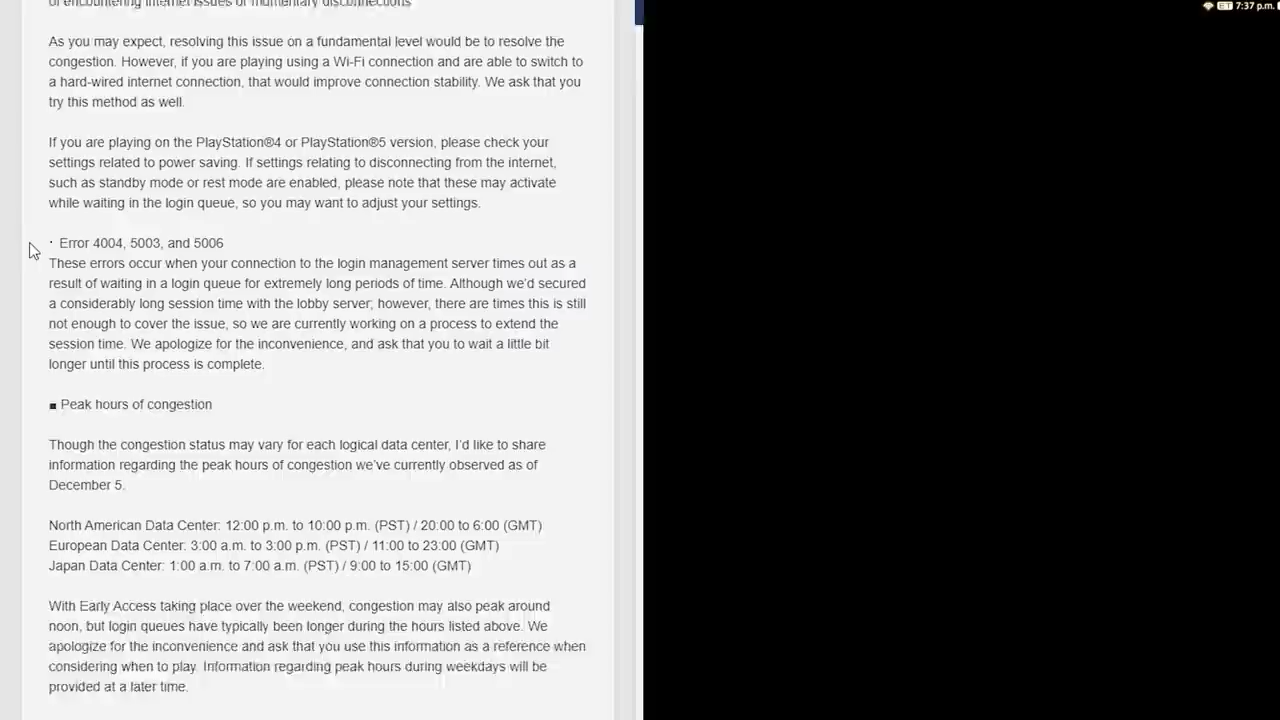 of encountering internet issues or momentary disconnections
As you may expect, resolving this issue on a fundamental level would be to resolve the
congestion. However, if you are playing using a Wi-Fi connection and are able to switch to
a hard-wired internet connection, that would improve connection stability. We ask that you
try this method as well.
If you are playing on the PlayStation®4 or PlayStation®5 version, please check your
settings related to power saving. If settings relating to disconnecting from the internet,
such as standby mode or rest mode are enabled, please note that these may activate
while waiting in the login queue, so you may want to adjust your settings.
・ Error 4004, 5003, and 5006
These errors occur when your connection to the login management server times out as a
result of waiting in a login queue for extremely long periods of time. Although we’d secured
a considerably long session time with the lobby server; however, there are times this is still
not enough to cover the issue, so we are currently working on a process to extend the
session time. We apologize for the inconvenience, and ask that you to wait a little bit
longer until this process is complete.
■ Peak hours of congestion
Though the congestion status may vary for each logical data center, I’d like to share
information regarding the peak hours of congestion we’ve currently observed as of
December 5.
North American Data Center: 12:00 p.m. to 10:00 p.m. (PST) / 20:00 to 6:00 (GMT)
European Data Center: 3:00 a.m. to 3:00 p.m. (PST) / 11:00 to 23:00 (GMT)
Japan Data Center: 1:00 a.m. to 7:00 a.m. (PST) / 9:00 to 15:00 (GMT)
With Early Access taking place over the weekend, congestion may also peak around
noon, but login queues have typically been longer during the hours listed above. We
apologize for the inconvenience and ask that you use this information as a reference when
considering when to play. Information regarding peak hours during weekdays will be
provided at a later time.
ET 7:37 p.m.